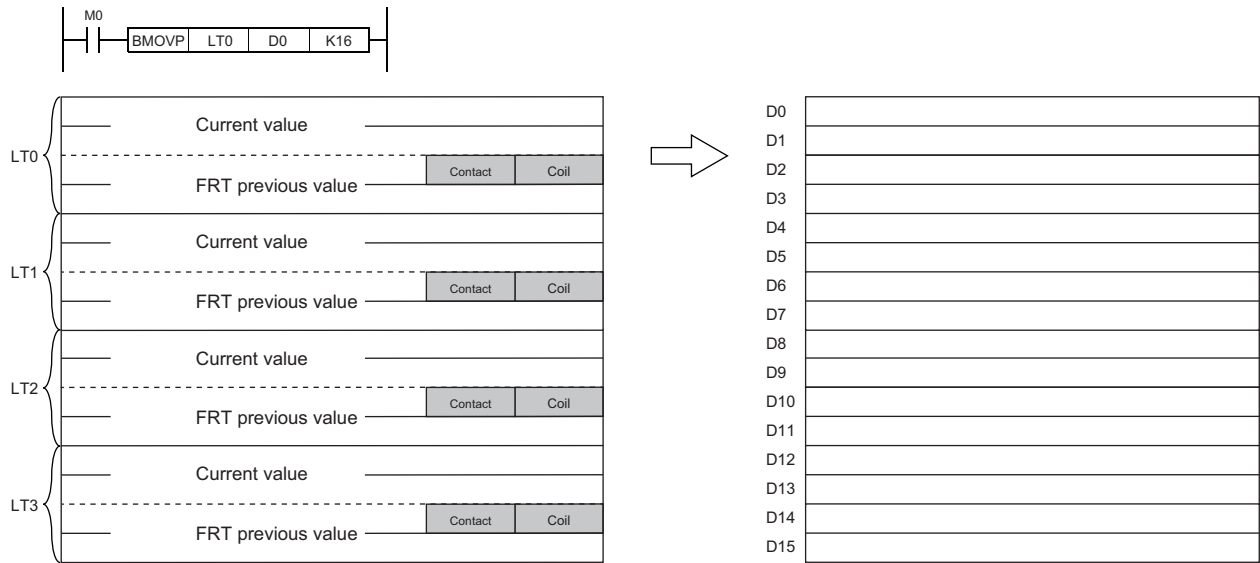 M0
BMOVP LT0 D0 K16
LT0
Current value
Contact Coil
FRT previous value
LT1
Current value
Contact Coil
FRT previous value
LT2
Current value
Contact Coil
FRT previous value
LT3
Current value
Contact Coil
FRT previous value
D0
D1
D2
D3
D4
D5
D6
D7
D8
D9
D10
D11
D12
D13
D14
D15